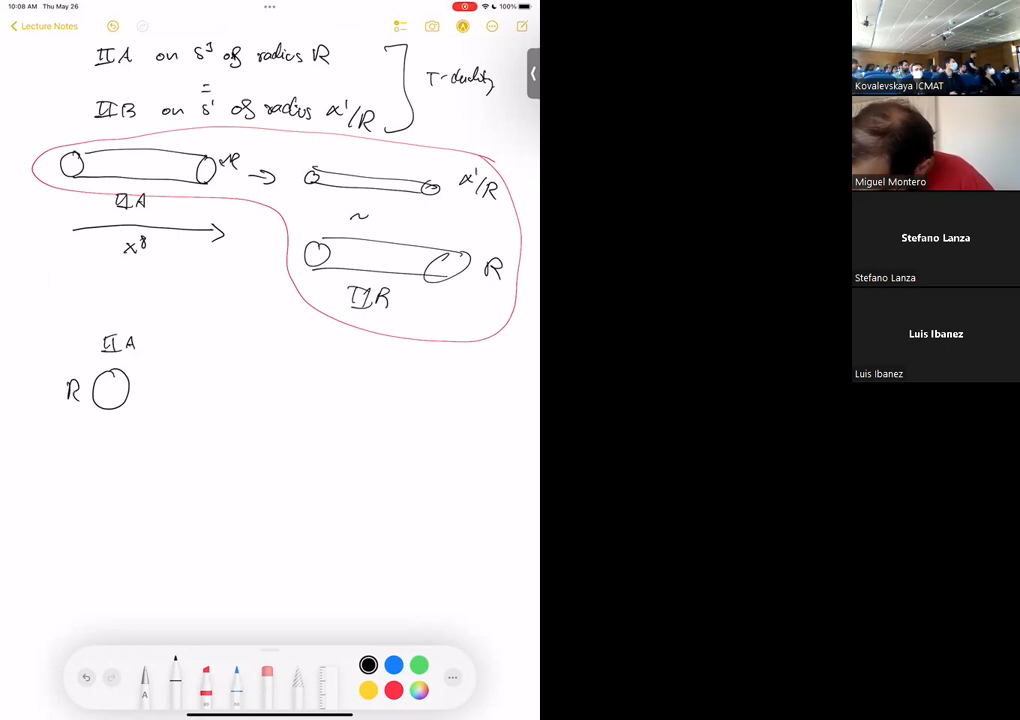 10:08 AM Thu May 26
100%
Lecture Notes
IIA on S¹ of radius R
=
IIB on S¹ of radius α'/R
T-duality
R → α'/R
IIA
~
x⁸
R
IIB
IIA
R
A
Kovalevskaya ICMAT
Miguel Montero
Stefano Lanza
Stefano Lanza
Luis Ibanez
Luis Ibanez